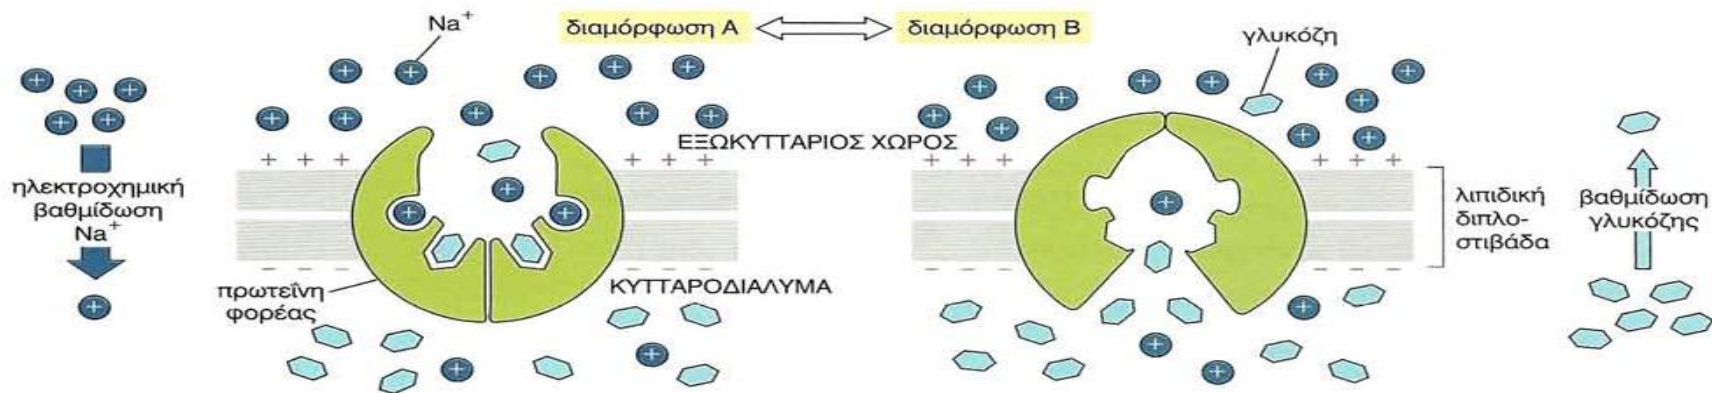 Na⁺
διαμόρφωση Α
διαμόρφωση Β
γλυκόζη
ΕΞΩΚΥΤΤΑΡΙΟΣ ΧΩΡΟΣ
+ + +
+ + +
+ + +
+ + +
ηλεκτροχημική
βαθμίδωση
Na⁺
λιπιδική
διπλο-
στιβάδα
βαθμίδωση
γλυκόζης
− − −
− − −
− − −
− − −
πρωτεΐνη
φορέας
ΚΥΤΤΑΡΟΔΙΑΛΥΜΑ